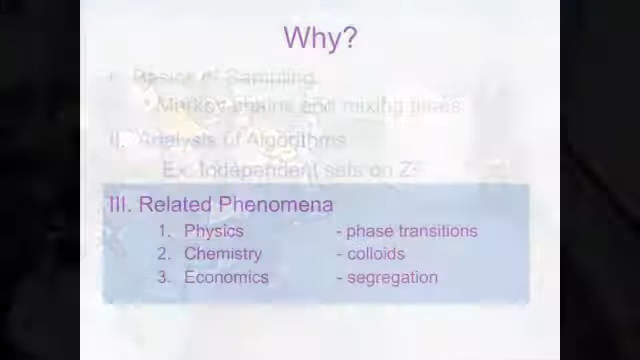 Why?
I. Basics of Sampling
• Markov chains and mixing times
II. Analysis of Algorithms
Ex: Independent sets on Z
III. Related Phenomena
1. Physics - phase transitions
2. Chemistry - colloids
3. Economics - segregation